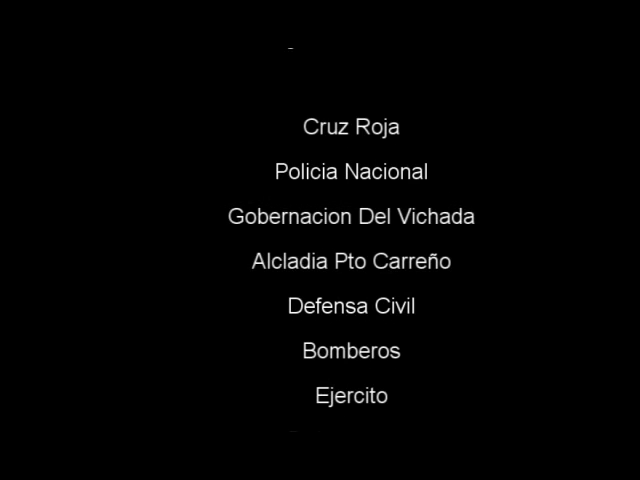 Cruz Roja
Policia Nacional
Gobernacion Del Vichada
Alcladia Pto Carreño
Defensa Civil
Bomberos
Ejercito